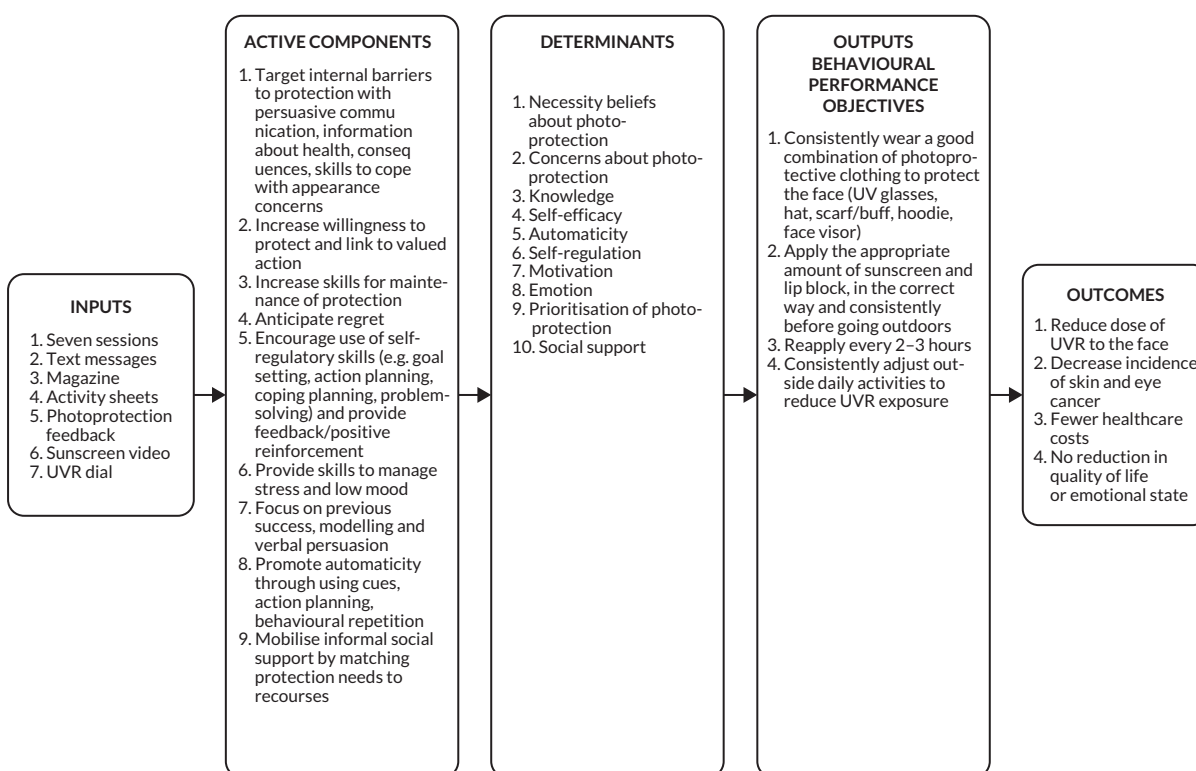 INPUTS
1. Seven sessions
2. Text messages
3. Magazine
4. Activity sheets
5. Photoprotection
feedback
6. Sunscreen video
7. UVR dial
ACTIVE COMPONENTS
1. Target internal barriers
to protection with
persuasive commu
nication, information
about health, conseq
uences, skills to cope
with appearance
concerns
2. Increase willingness to
protect and link to valued
action
3. Increase skills for mainte-
nance of protection
4. Anticipate regret
5. Encourage use of self-
regulatory skills (e.g. goal
setting, action planning,
coping planning, problem-
solving) and provide
feedback/positive
reinforcement
6. Provide skills to manage
stress and low mood
7. Focus on previous
success, modelling and
verbal persuasion
8. Promote automaticity
through using cues,
action planning,
behavioural repetition
9. Mobilise informal social
support by matching
protection needs to
recourses
DETERMINANTS
1. Necessity beliefs
about photo-
protection
2. Concerns about photo-
protection
3. Knowledge
4. Self-efficacy
5. Automaticity
6. Self-regulation
7. Motivation
8. Emotion
9. Prioritisation of photo-
protection
10. Social support
OUTPUTS
BEHAVIOURAL
PERFORMANCE
OBJECTIVES
1. Consistently wear a good
combination of photopro-
tective clothing to protect
the face (UV glasses,
hat, scarf/buff, hoodie,
face visor)
2. Apply the appropriate
amount of sunscreen and
lip block, in the correct
way and consistently
before going outdoors
3. Reapply every 2–3 hours
4. Consistently adjust out-
side daily activities to
reduce UVR exposure
OUTCOMES
1. Reduce dose of
UVR to the face
2. Decrease incidence
of skin and eye
cancer
3. Fewer healthcare
costs
4. No reduction in
quality of life
or emotional state